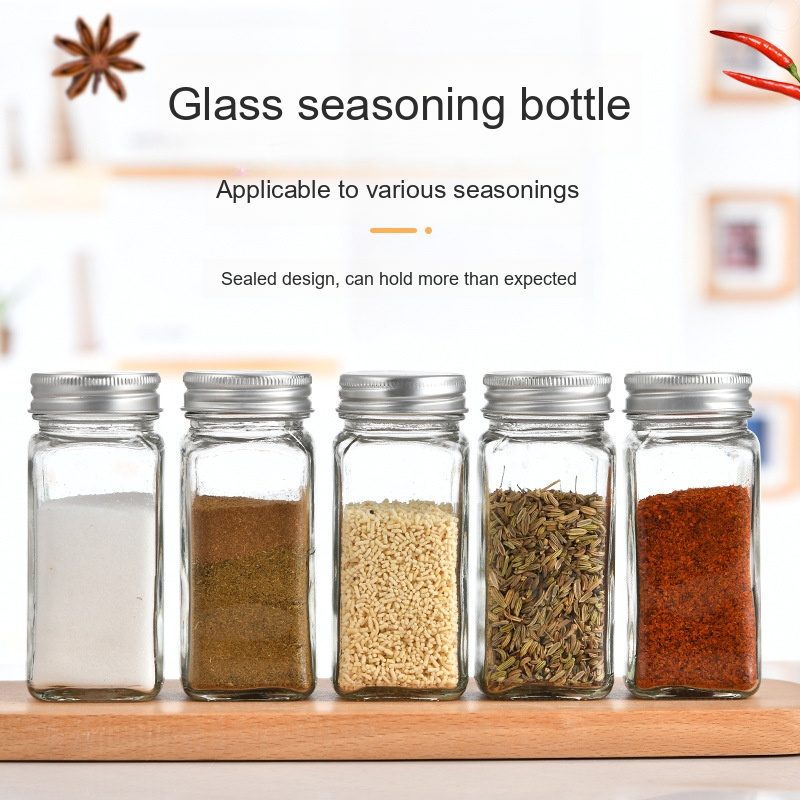 Glass seasoning bottle
Applicable to various seasonings
Sealed design, can hold more than expected